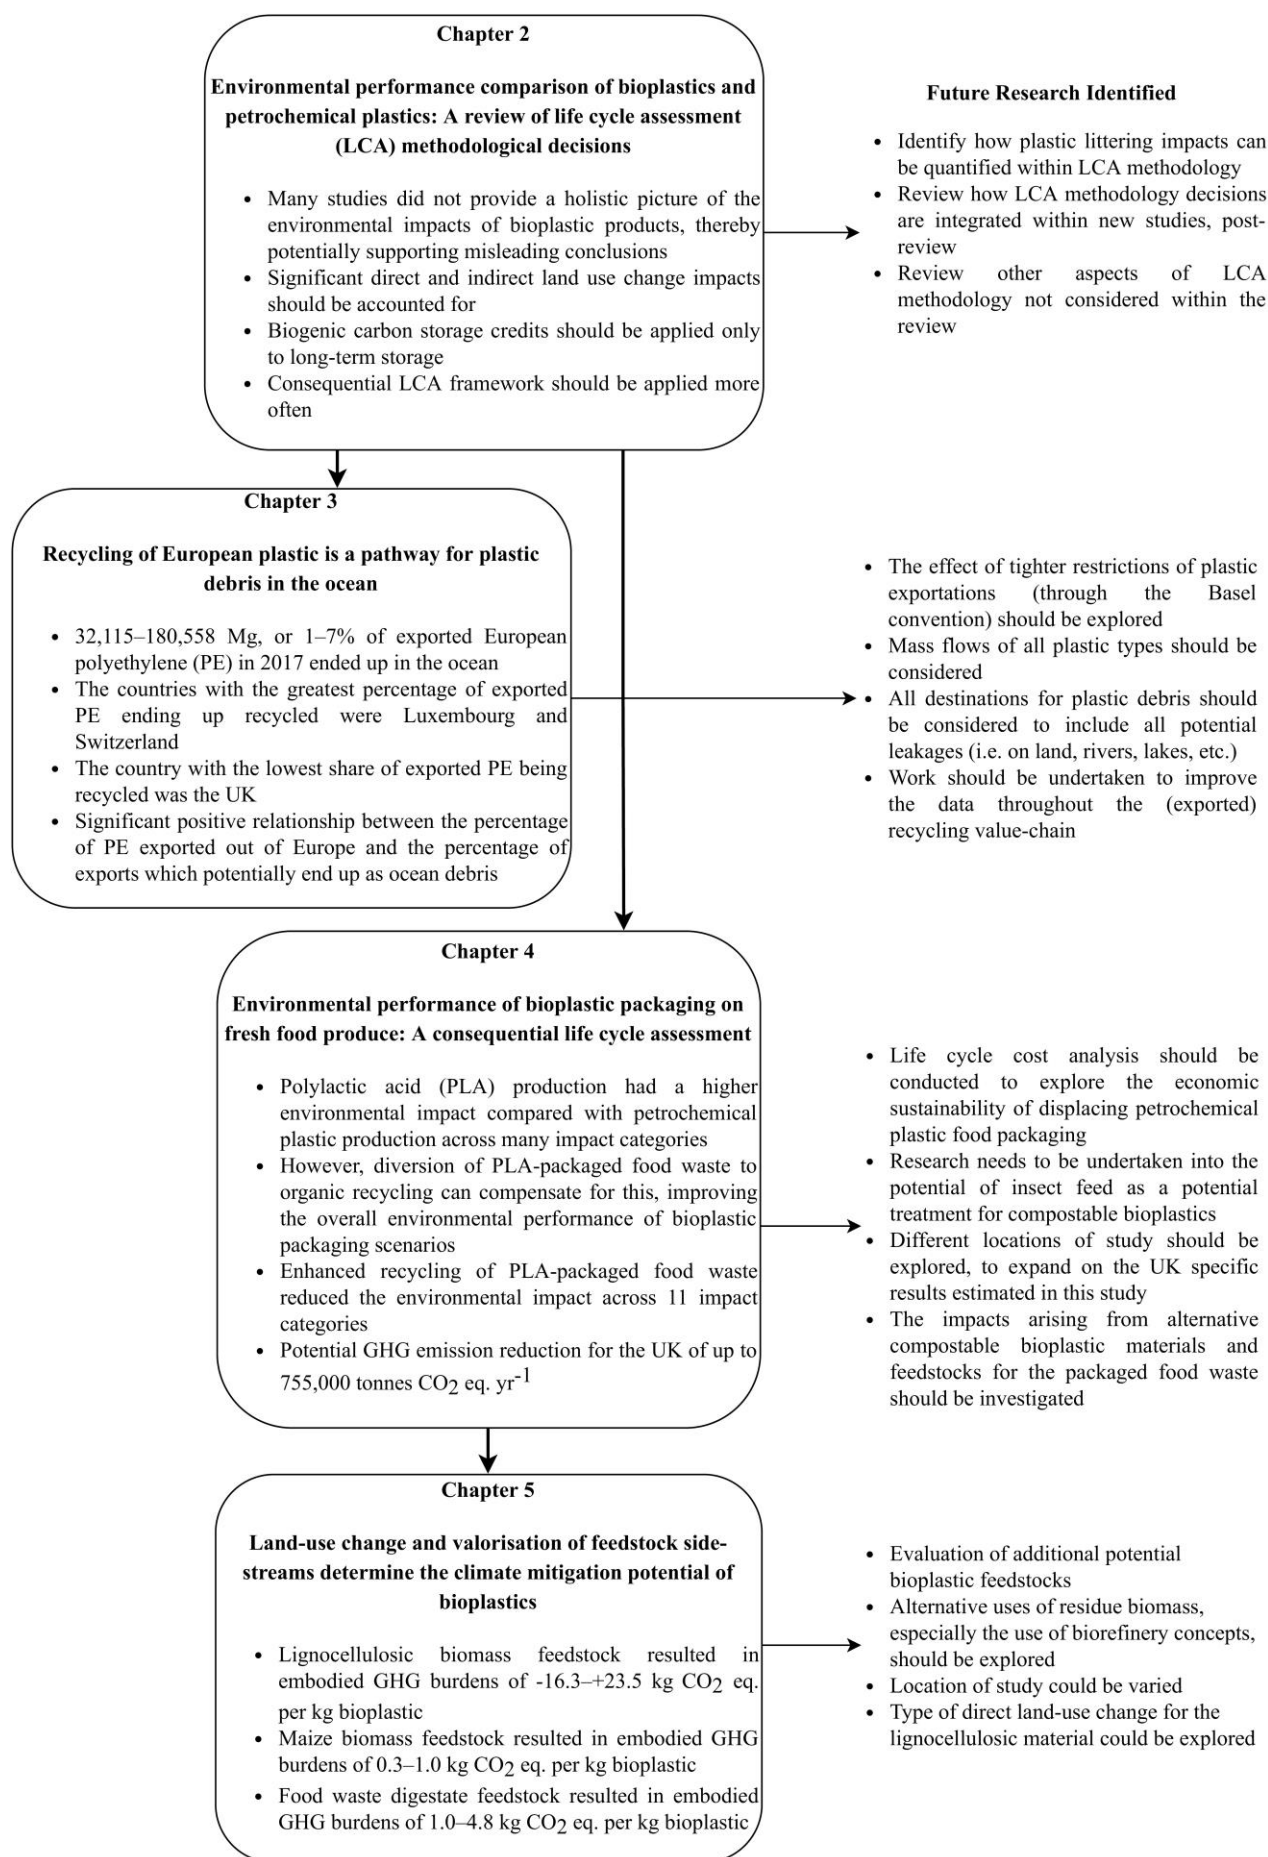 Chapter 2
Environmental performance comparison of bioplastics and
petrochemical plastics: A review of life cycle assessment
(LCA) methodological decisions
• Many studies did not provide a holistic picture of the
environmental impacts of bioplastic products, thereby
potentially supporting misleading conclusions
• Significant direct and indirect land use change impacts
should be accounted for
• Biogenic carbon storage credits should be applied only
to long-term storage
• Consequential LCA framework should be applied more
often
Future Research Identified
• Identify how plastic littering impacts can
be quantified within LCA methodology
• Review how LCA methodology decisions
are integrated within new studies, post-
review
• Review other aspects of LCA
methodology not considered within the
review
Chapter 3
Recycling of European plastic is a pathway for plastic
debris in the ocean
• 32,115–180,558 Mg, or 1–7% of exported European
polyethylene (PE) in 2017 ended up in the ocean
• The countries with the greatest percentage of exported
PE ending up recycled were Luxembourg and
Switzerland
• The country with the lowest share of exported PE being
recycled was the UK
• Significant positive relationship between the percentage
of PE exported out of Europe and the percentage of
exports which potentially end up as ocean debris
• The effect of tighter restrictions of plastic
exportations (through the Basel
convention) should be explored
• Mass flows of all plastic types should be
considered
• All destinations for plastic debris should
be considered to include all potential
leakages (i.e. on land, rivers, lakes, etc.)
• Work should be undertaken to improve
the data throughout the (exported)
recycling value-chain
Chapter 4
Environmental performance of bioplastic packaging on
fresh food produce: A consequential life cycle assessment
• Polylactic acid (PLA) production had a higher
environmental impact compared with petrochemical
plastic production across many impact categories
• However, diversion of PLA-packaged food waste to
organic recycling can compensate for this, improving
the overall environmental performance of bioplastic
packaging scenarios
• Enhanced recycling of PLA-packaged food waste
reduced the environmental impact across 11 impact
categories
• Potential GHG emission reduction for the UK of up to
755,000 tonnes CO2 eq. yr-1
• Life cycle cost analysis should be
conducted to explore the economic
sustainability of displacing petrochemical
plastic food packaging
• Research needs to be undertaken into the
potential of insect feed as a potential
treatment for compostable bioplastics
• Different locations of study should be
explored, to expand on the UK specific
results estimated in this study
• The impacts arising from alternative
compostable bioplastic materials and
feedstocks for the packaged food waste
should be investigated
Chapter 5
Land-use change and valorisation of feedstock side-
streams determine the climate mitigation potential of
bioplastics
• Lignocellulosic biomass feedstock resulted in
embodied GHG burdens of -16.3–+23.5 kg CO2 eq.
per kg bioplastic
• Maize biomass feedstock resulted in embodied GHG
burdens of 0.3–1.0 kg CO2 eq. per kg bioplastic
• Food waste digestate feedstock resulted in embodied
GHG burdens of 1.0–4.8 kg CO2 eq. per kg bioplastic
• Evaluation of additional potential
bioplastic feedstocks
• Alternative uses of residue biomass,
especially the use of biorefinery concepts,
should be explored
• Location of study could be varied
• Type of direct land-use change for the
lignocellulosic material could be explored